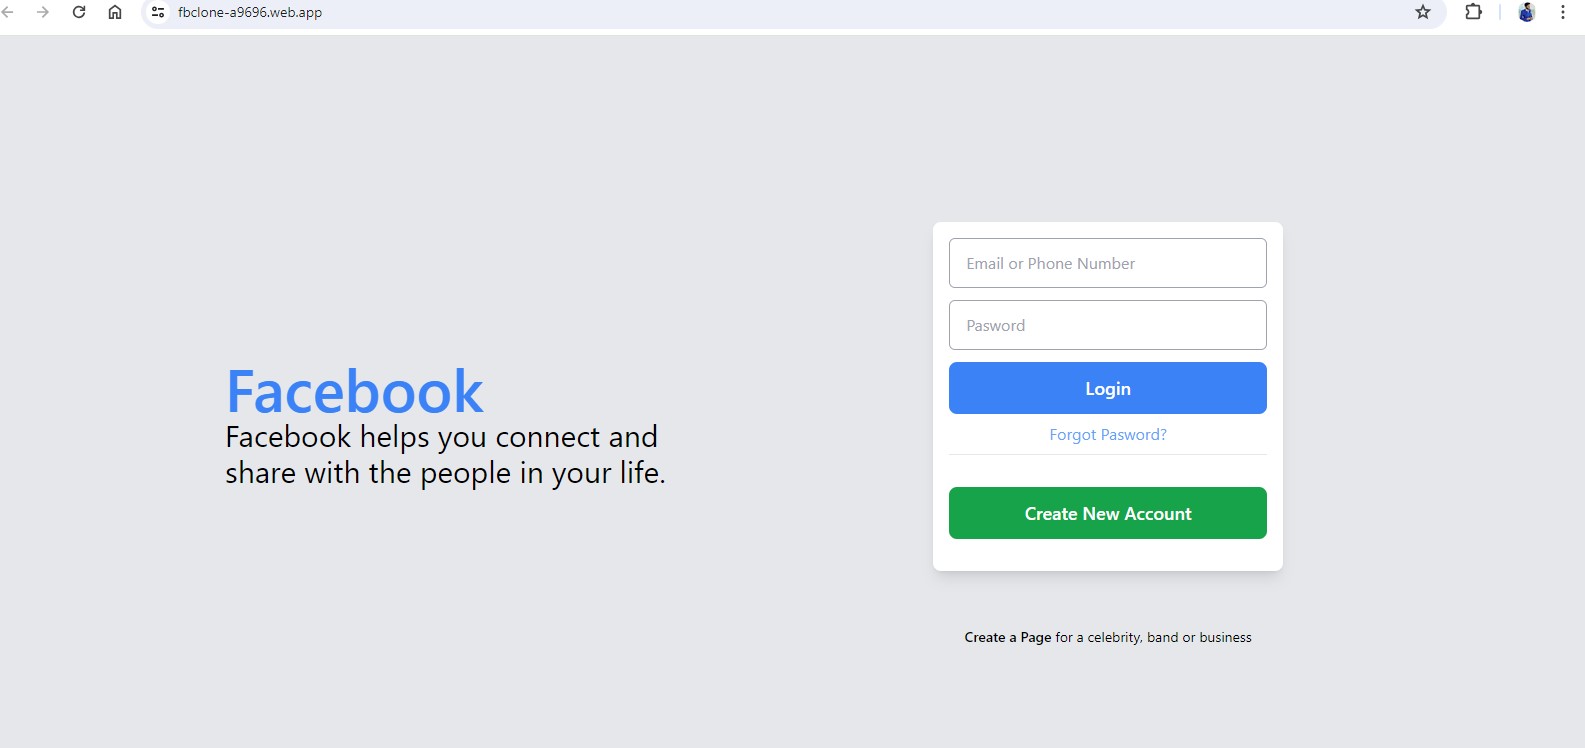 fbclone-a9696.web.app
Facebook
Facebook helps you connect and
share with the people in your life.
Email or Phone Number
Pasword
Login
Forgot Pasword?
Create New Account
Create a Page for a celebrity, band or business